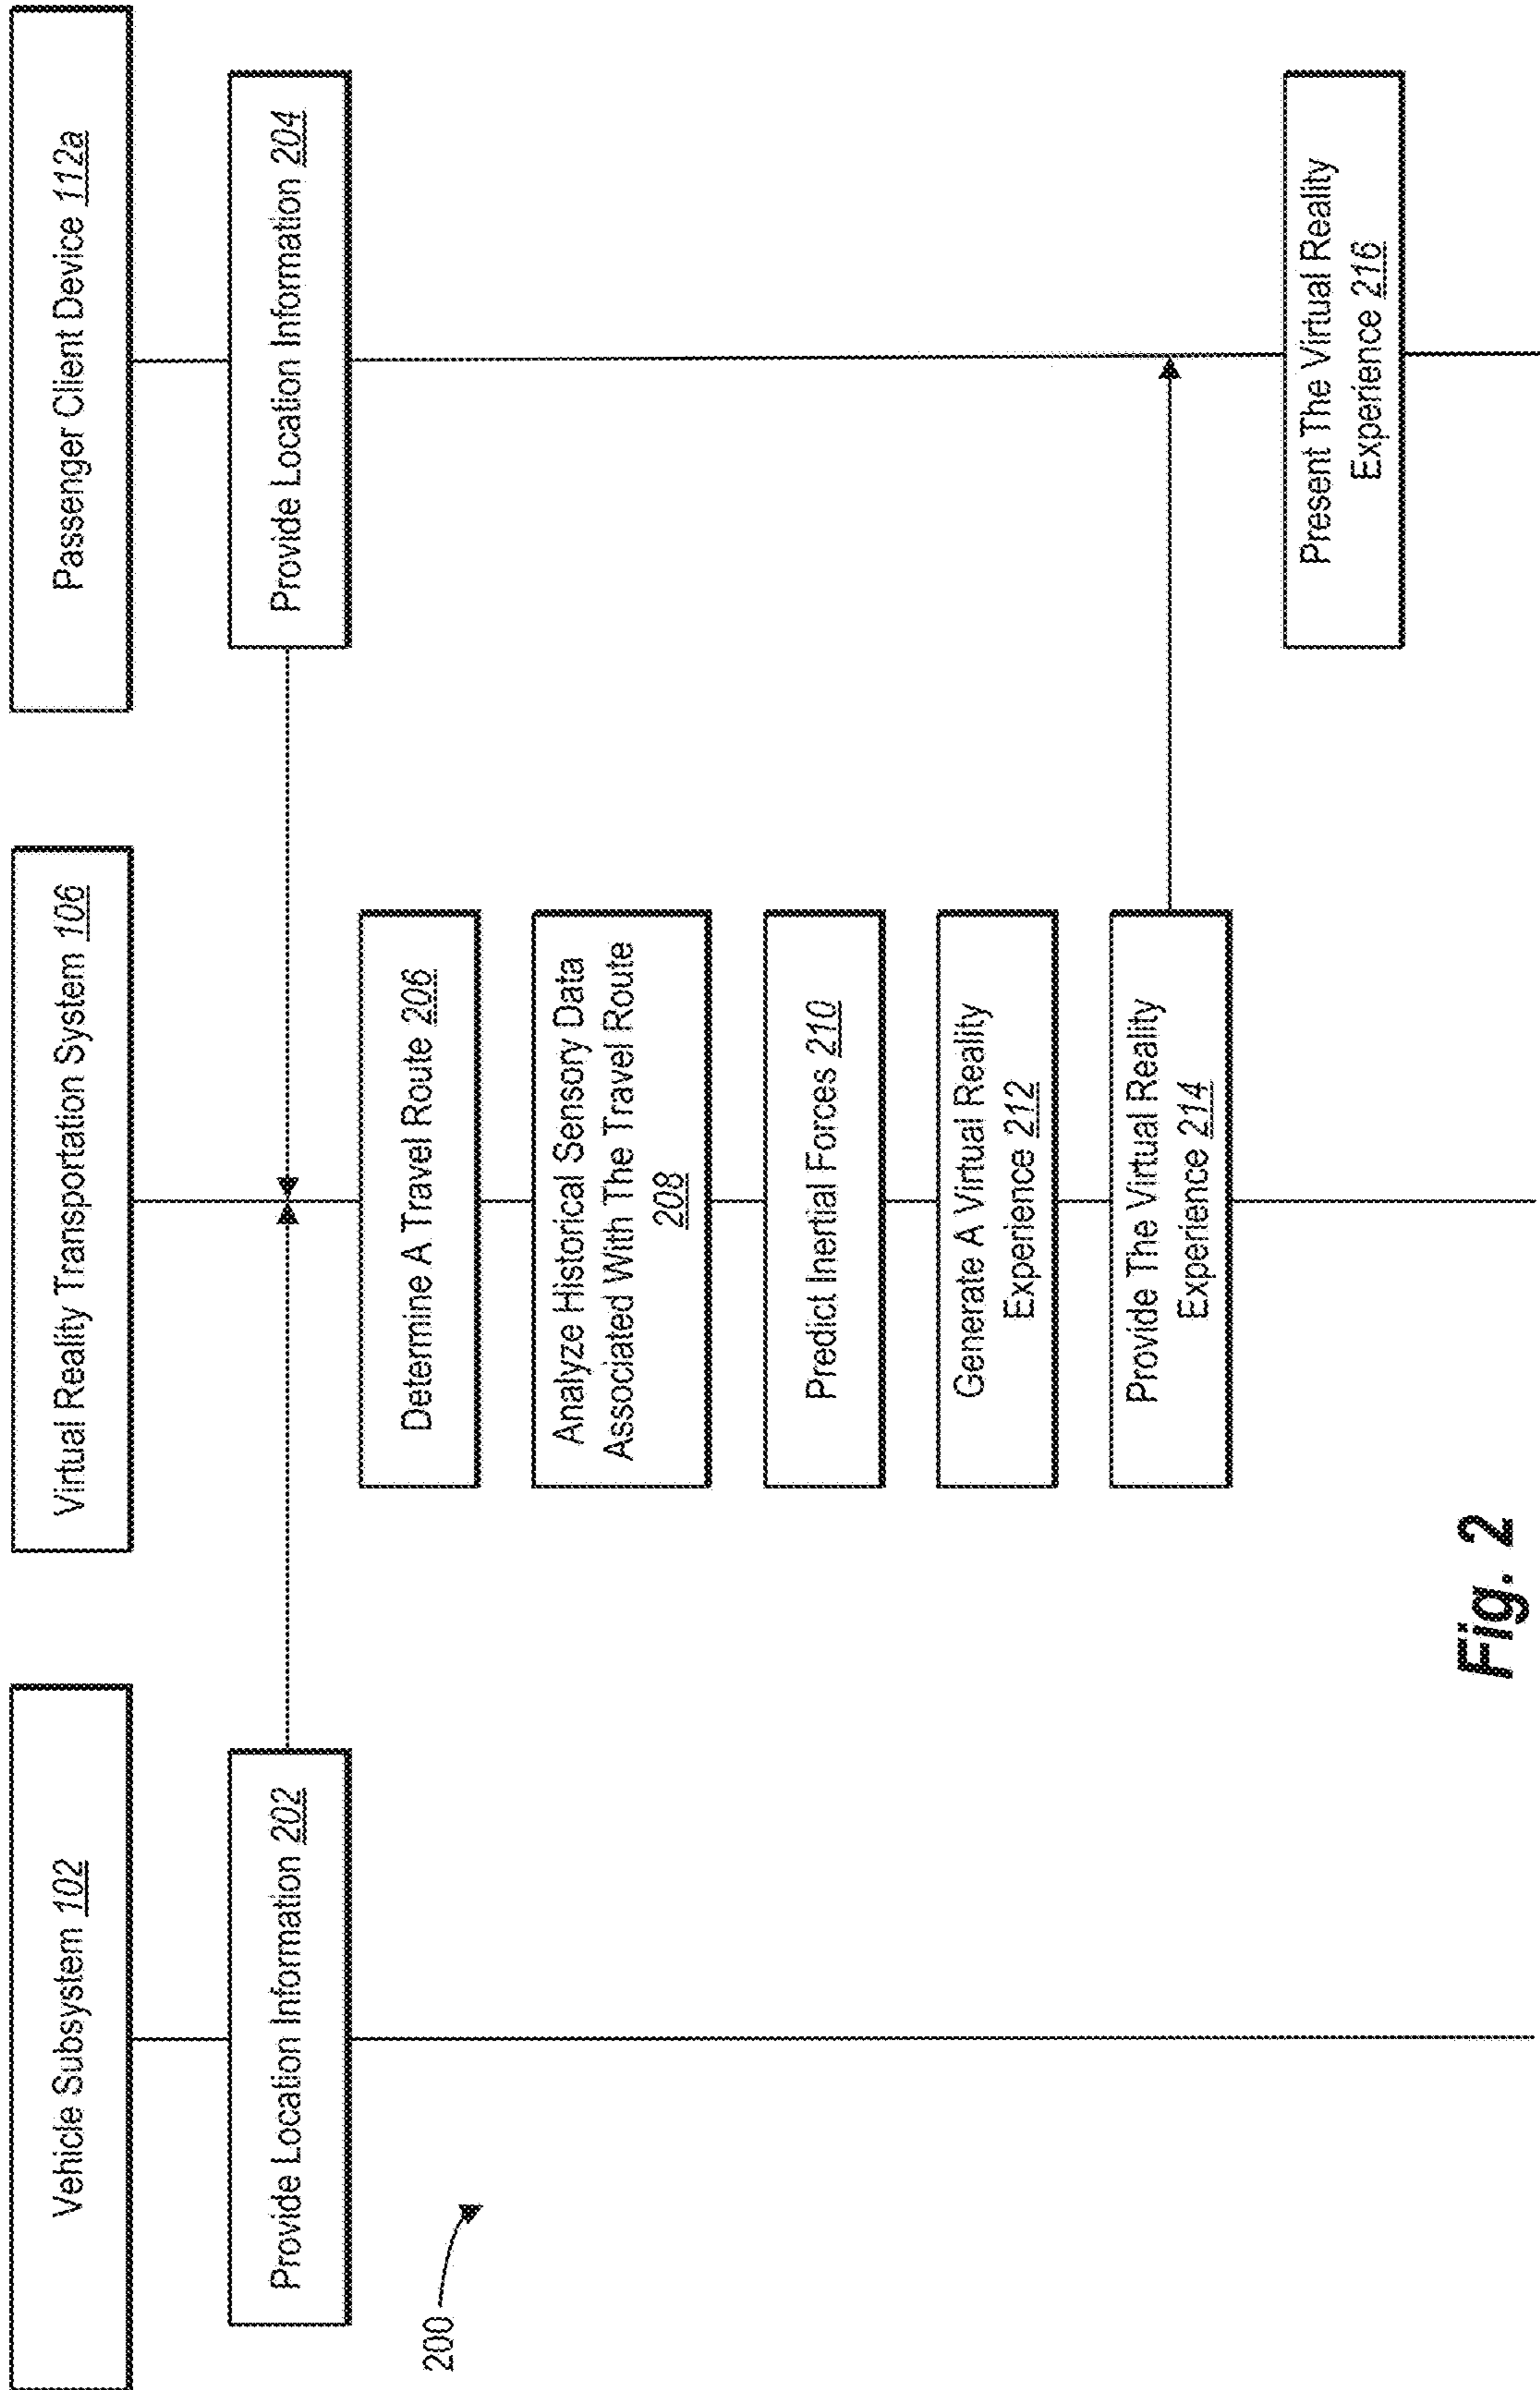 Vehicle Subsystem 102
Virtual Reality Transportation System 106
Passenger Client Device 112a
Provide Location Information 202
Provide Location Information 204
Determine A Travel Route 206
Analyze Historical Sensory Data
Associated With The Travel Route
208
Predict Inertial Forces 210
Generate A Virtual Reality
Experience 212
Provide The Virtual Reality
Experience 214
Present The Virtual Reality
Experience 216
200
Fig. 2